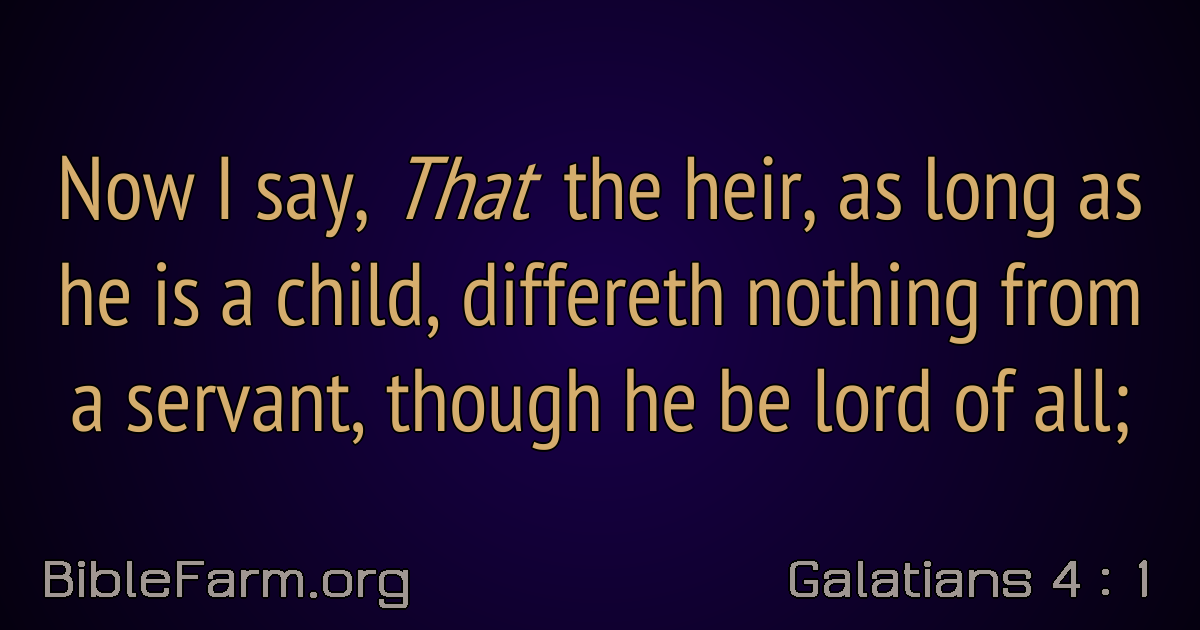 Now I say, That the heir, as long as
he is a child, differeth nothing from
a servant, though he be lord of all;
BibleFarm.org
Galatians 4 : 1